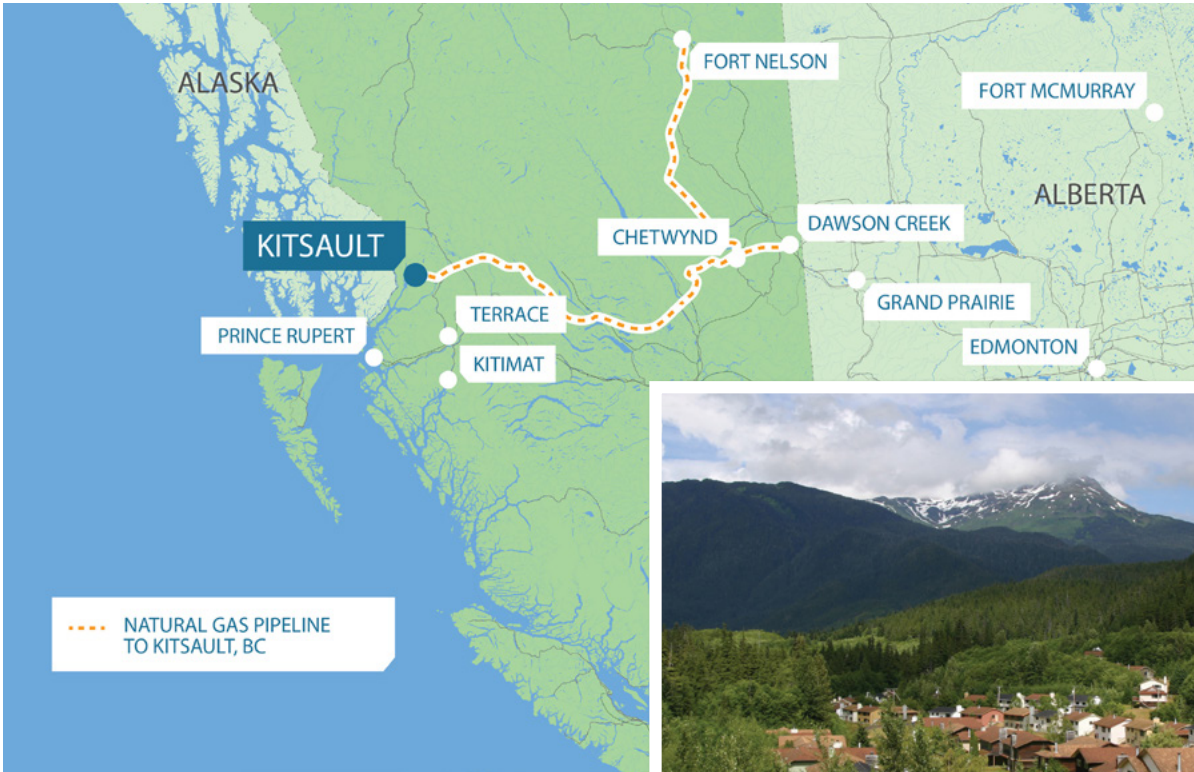 ALASKA
FORT NELSON
FORT MCMURRAY
ALBERTA
KITSAULT
CHETWYND
DAWSON CREEK
GRAND PRAIRIE
TERRACE
PRINCE RUPERT
KITIMAT
EDMONTON
NATURAL GAS PIPELINE
TO KITSAULT, BC